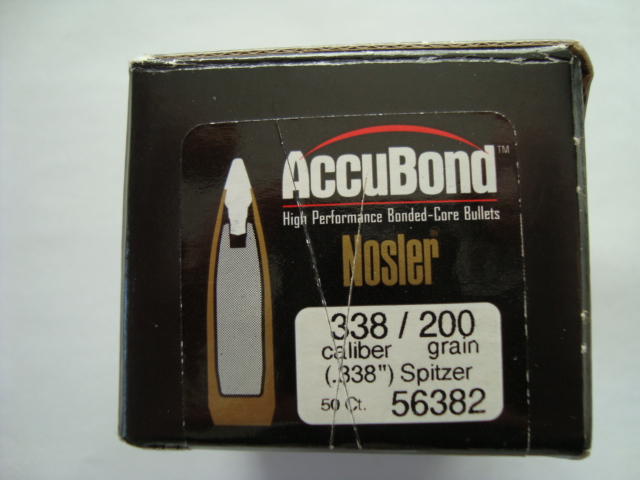 AccuBond™
High Performance Bonded-Core Bullets
Nosler®
338 / 200
caliber grain
(.338") Spitzer
50 Ct. 56382